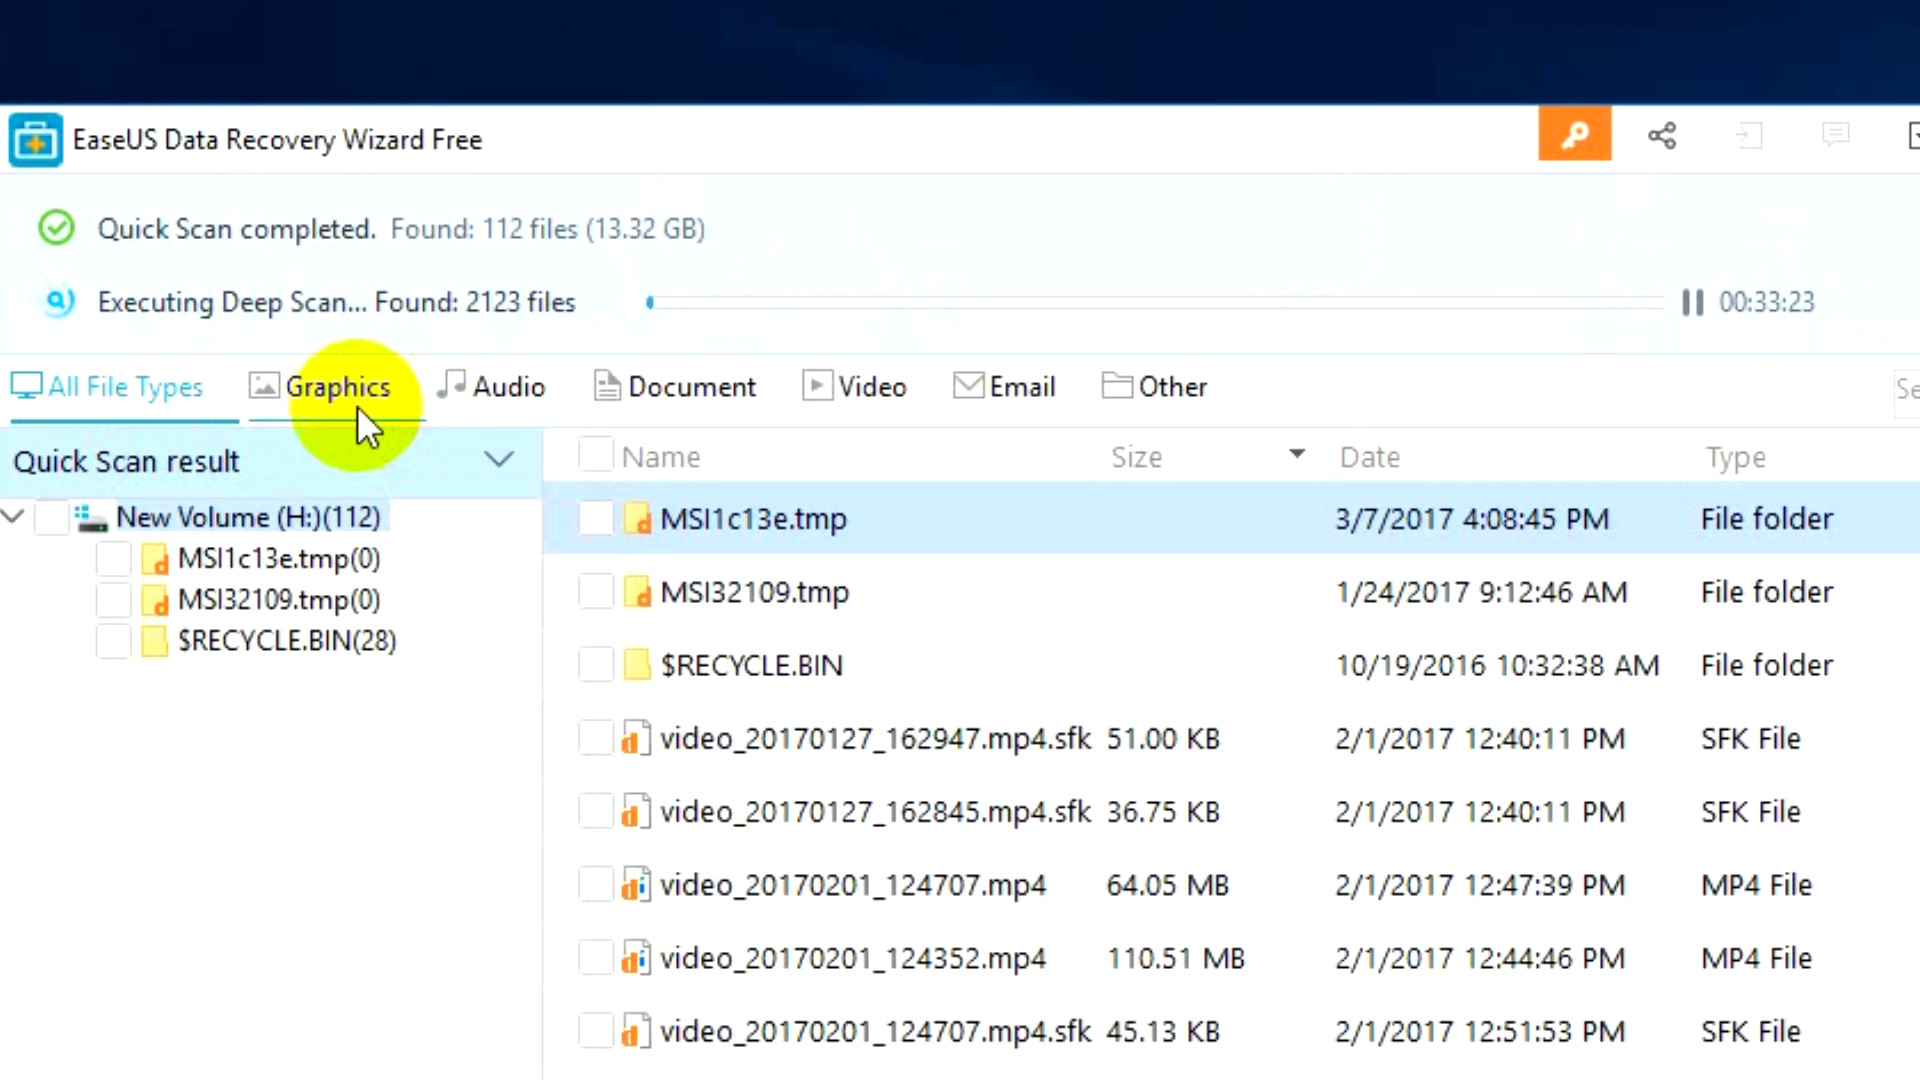 EaseUS Data Recovery Wizard Free
Quick Scan completed. Found: 112 files (13.32 GB)
Executing Deep Scan... Found: 2123 files 00:33:23
All File Types Graphics Audio Document Video Email Other
Quick Scan result
New Volume (H:)(112)
MSI1c13e.tmp(0)
MSI32109.tmp(0)
$RECYCLE.BIN(28)
Name Size Date Type
MSI1c13e.tmp 3/7/2017 4:08:45 PM File folder
MSI32109.tmp 1/24/2017 9:12:46 AM File folder
$RECYCLE.BIN 10/19/2016 10:32:38 AM File folder
video_20170127_162947.mp4.sfk 51.00 KB 2/1/2017 12:40:11 PM SFK File
video_20170127_162845.mp4.sfk 36.75 KB 2/1/2017 12:40:11 PM SFK File
video_20170201_124707.mp4 64.05 MB 2/1/2017 12:47:39 PM MP4 File
video_20170201_124352.mp4 110.51 MB 2/1/2017 12:44:46 PM MP4 File
video_20170201_124707.mp4.sfk 45.13 KB 2/1/2017 12:51:53 PM SFK File